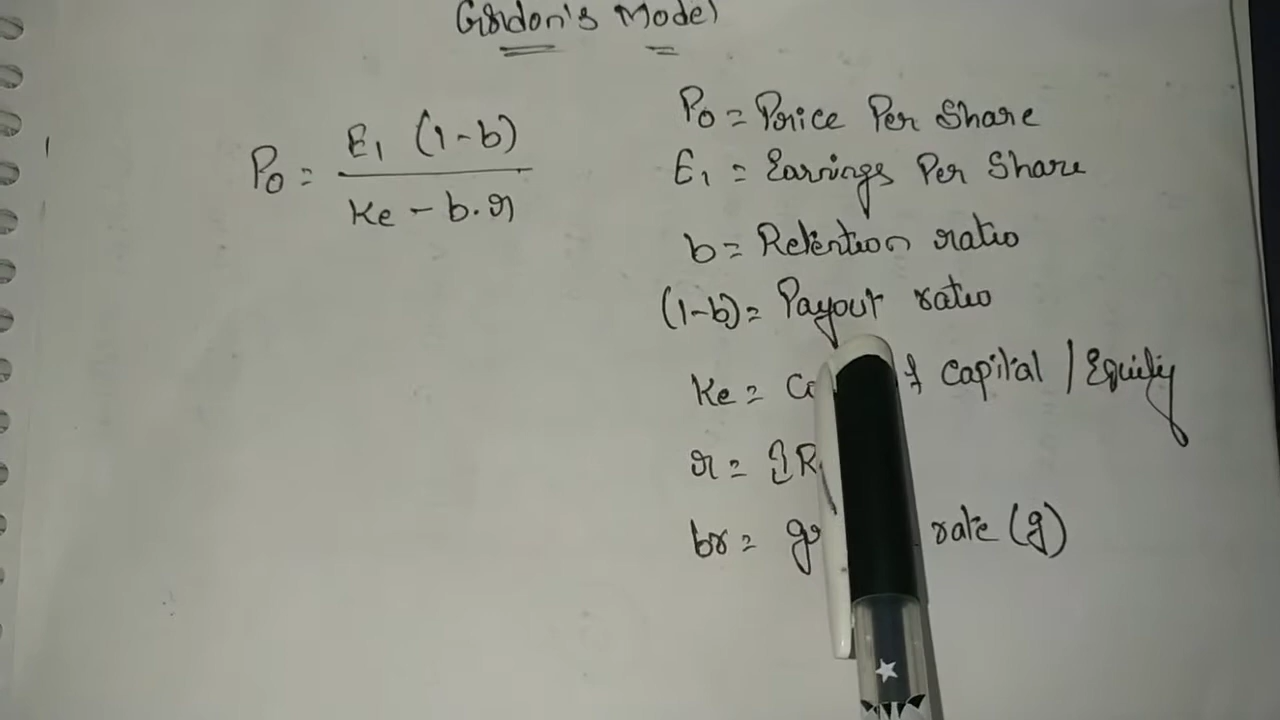 Gordon's Model
P0 = E1 (1-b) / Ke - b.r
P0 = Price Per Share
E1 = Earnings Per Share
b = Retention ratio
(1-b) = Payout ratio
Ke = Capital / Equity
r = IR
br = rate (g)